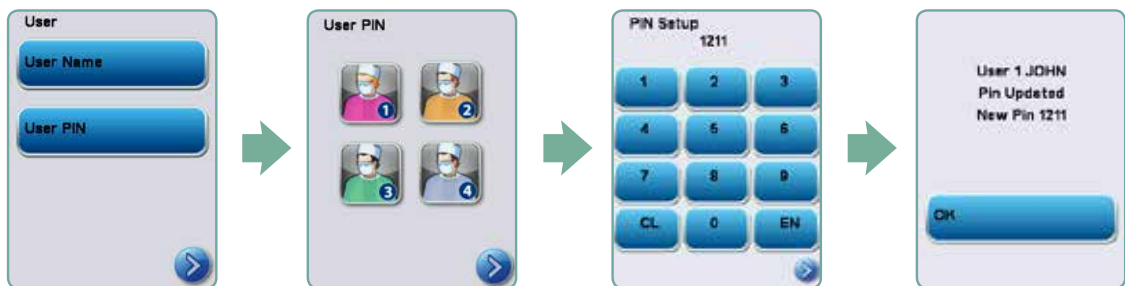 User
User Name
User PIN
User PIN
1
2
3
4
PIN Setup
1211
1 2 3
4 5 6
7 8 9
CL 0 EN
User 1 JOHN
Pin Updated
New Pin 1211
OK